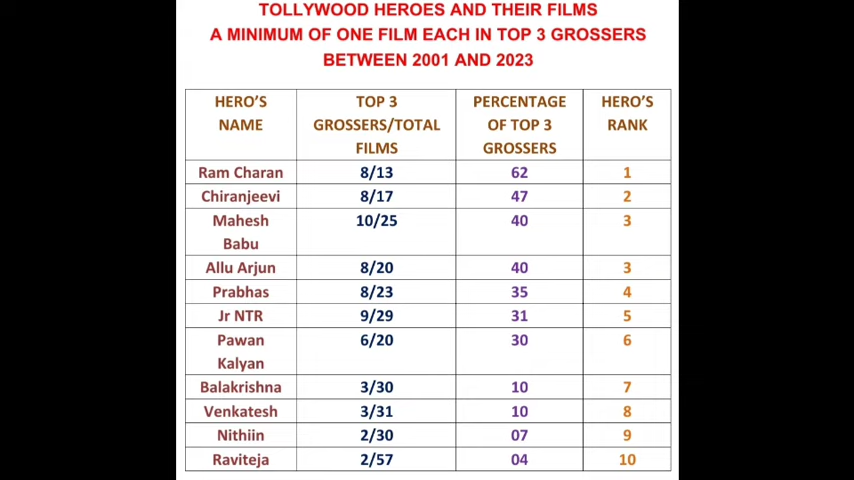 TOLLYWOOD HEROES AND THEIR FILMS
A MINIMUM OF ONE FILM EACH IN TOP 3 GROSSERS
BETWEEN 2001 AND 2023
HERO'S NAME TOP 3 GROSSERS/TOTAL FILMS PERCENTAGE OF TOP 3 GROSSERS HERO'S RANK
Ram Charan 8/13 62 1
Chiranjeevi 8/17 47 2
Mahesh Babu 10/25 40 3
Allu Arjun 8/20 40 3
Prabhas 8/23 35 4
Jr NTR 9/29 31 5
Pawan Kalyan 6/20 30 6
Balakrishna 3/30 10 7
Venkatesh 3/31 10 8
Nithiin 2/30 07 9
Raviteja 2/57 04 10